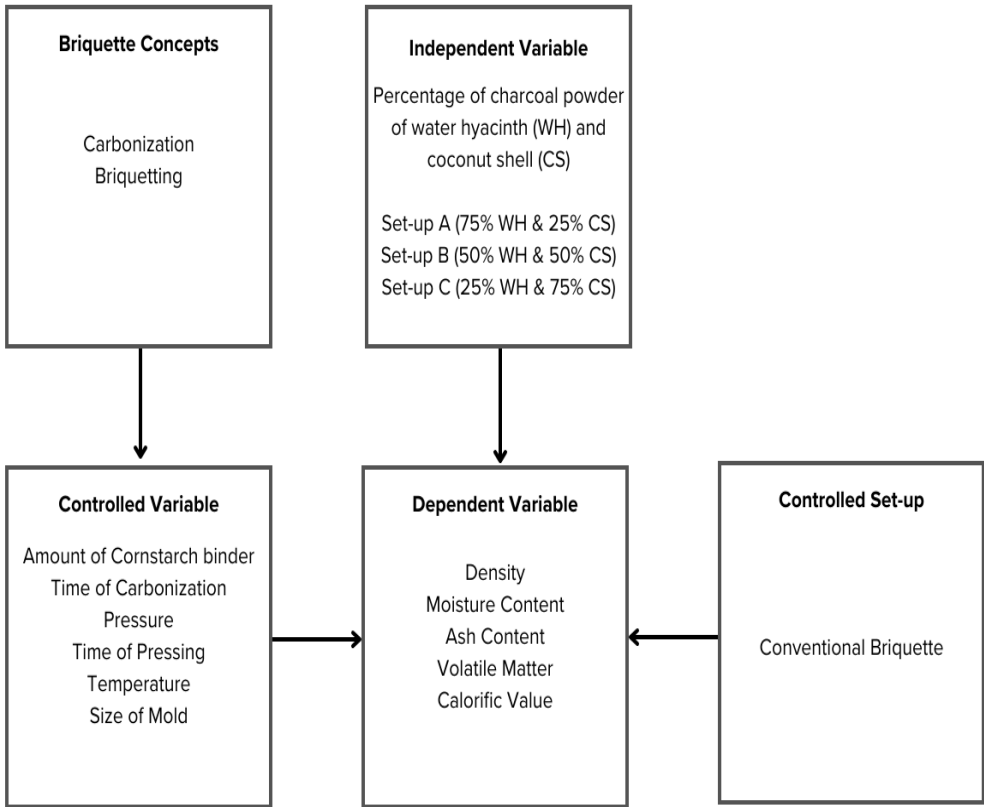 Briquette Concepts
Carbonization
Briquetting
Independent Variable
Percentage of charcoal powder
of water hyacinth (WH) and
coconut shell (CS)
Set-up A (75% WH & 25% CS)
Set-up B (50% WH & 50% CS)
Set-up C (25% WH & 75% CS)
Controlled Variable
Amount of Cornstarch binder
Time of Carbonization
Pressure
Time of Pressing
Temperature
Size of Mold
Dependent Variable
Density
Moisture Content
Ash Content
Volatile Matter
Calorific Value
Controlled Set-up
Conventional Briquette